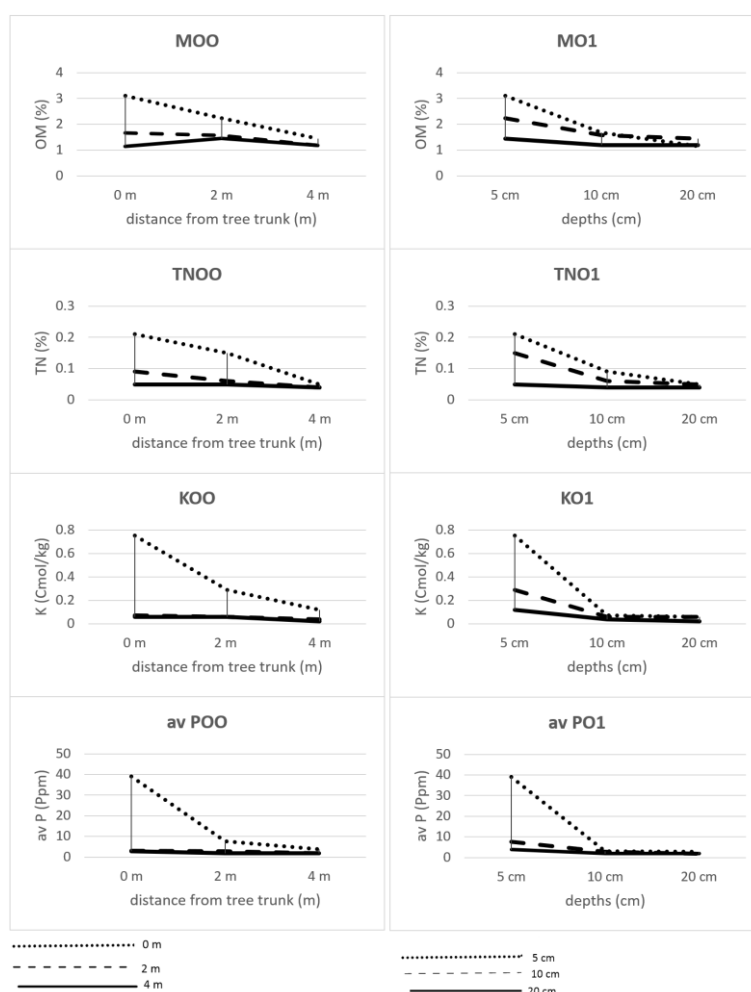 MOO
4
3
2
1
0
OM (%)
0 m 2 m 4 m
distance from tree trunk (m)
MO1
4
3
2
1
0
OM (%)
5 cm 10 cm 20 cm
depths (cm)
TNOO
0.3
0.2
0.1
0
TN (%)
0 m 2 m 4 m
distance from tree trunk (m)
TNO1
0.3
0.2
0.1
0
TN (%)
5 cm 10 cm 20 cm
depths (cm)
KOO
0.8
0.6
0.4
0.2
0
K (Cmol/kg)
0 m 2 m 4 m
distance from tree trunk (m)
KO1
0.8
0.6
0.4
0.2
0
K (Cmol/kg)
5 cm 10 cm 20 cm
depths (cm)
av POO
50
40
30
20
10
0
av P (Ppm)
0 m 2 m 4 m
distance from tree trunk (m)
av PO1
50
40
30
20
10
0
av P (Ppm)
5 cm 10 cm 20 cm
depths (cm)
0 m
2 m
4 m
5 cm
10 cm
20 cm